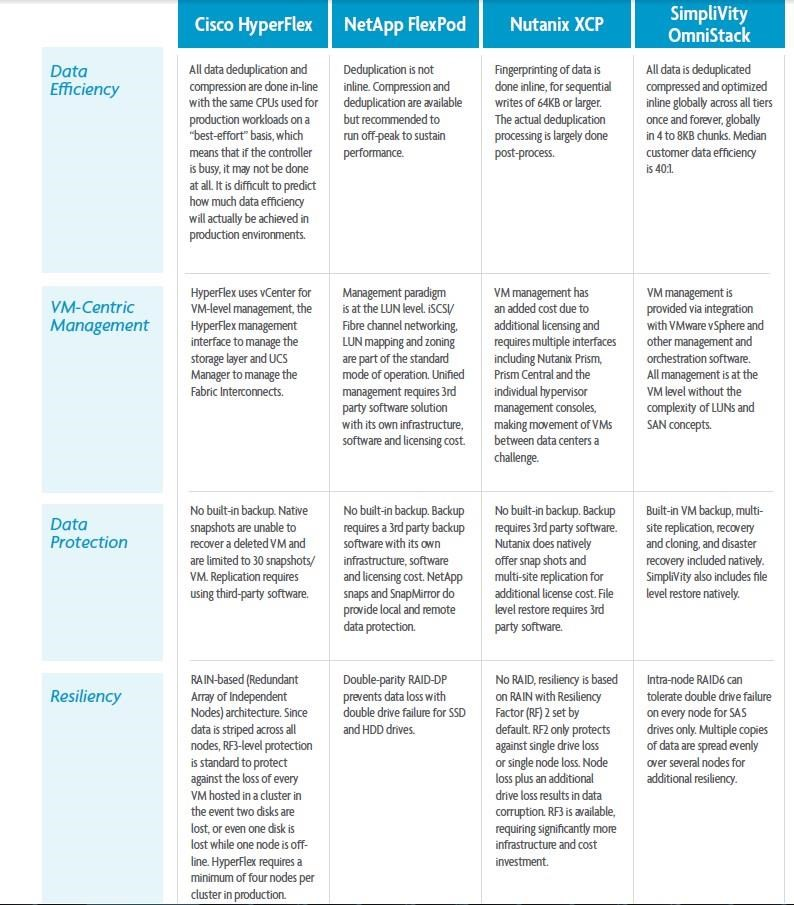 Cisco HyperFlex
NetApp FlexPod
Nutanix XCP
SimpliVity
OmniStack
Data
Efficiency
All data deduplication and
compression are done in-line
with the same CPUs used for
production workloads on a
“best-effort” basis, which
means that if the controller
is busy, it may not be done
at all. It is difficult to predict
how much data efficiency
will actually be achieved in
production environments.
Deduplication is not
inline. Compression and
deduplication are available
but recommended to
run off-peak to sustain
performance.
Fingerprinting of data is
done inline, for sequential
writes of 64KB or larger.
The actual deduplication
processing is largely done
post-process.
All data is deduplicated
compressed and optimized
inline globally across all tiers
once and forever, globally
in 4 to 8KB chunks. Median
customer data efficiency
is 40:1.
VM-Centric
Management
HyperFlex uses vCenter for
VM-level management, the
HyperFlex management
interface to manage the
storage layer and UCS
Manager to manage the
Fabric Interconnects.
Management paradigm
is at the LUN level. iSCSI/
Fibre channel networking,
LUN mapping and zoning
are part of the standard
mode of operation. Unified
management requires 3rd
party software solution
with its own infrastructure,
software and licensing cost.
VM management has
an added cost due to
additional licensing and
requires multiple interfaces
including Nutanix Prism,
Prism Central and the
individual hypervisor
management consoles,
making movement of VMs
between data centers a
challenge.
VM management is
provided via integration
with VMware vSphere and
other management and
orchestration software.
All management is at the
VM level without the
complexity of LUNs and
SAN concepts.
Data
Protection
No built-in backup. Native
snapshots are unable to
recover a deleted VM and
are limited to 30 snapshots/
VM. Replication requires
using third-party software.
No built-in backup. Backup
requires a 3rd party backup
software with its own
infrastructure, software
and licensing cost. NetApp
snaps and SnapMirror do
provide local and remote
data protection.
No built-in backup. Backup
requires 3rd party software.
Nutanix does natively
offer snap shots and
multi-site replication for
additional license cost. File
level restore requires 3rd
party software.
Built-in VM backup, multi-
site replication, recovery
and cloning, and disaster
recovery included natively.
SimpliVity also includes file
level restore natively.
Resiliency
RAIN-based (Redundant
Array of Independent
Nodes) architecture. Since
data is striped across all
nodes, RF3-level protection
is standard to protect
against the loss of every
VM hosted in a cluster in
the event two disks are
lost, or even one disk is
lost while one node is off-
line. HyperFlex requires a
minimum of four nodes per
cluster in production.
Double-parity RAID-DP
prevents data loss with
double drive failure for SSD
and HDD drives.
No RAID, resiliency is based
on RAIN with Resiliency
Factor (RF) 2 set by
default. RF2 only protects
against single drive loss
or single node loss. Node
loss plus an additional
drive loss results in data
corruption. RF3 is available,
requiring significantly more
infrastructure and cost
investment.
Intra-node RAID6 can
tolerate double drive failure
on every node for SAS
drives only. Multiple copies
of data are spread evenly
over several nodes for
additional resiliency.